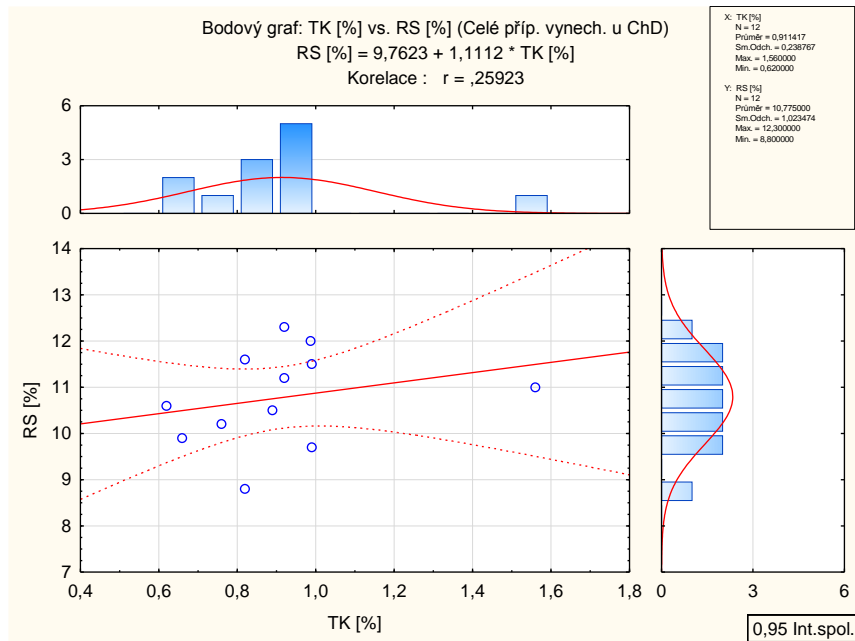 Bodový graf: TK [%] vs. RS [%] (Celé příp. vynech. u ChD)
RS [%] = 9,7623 + 1,1112 * TK [%]
Korelace : r = ,25923
X: TK [%]
N = 12
Průměr = 0,911417
Sm.Odch. = 0,238767
Max. = 1,560000
Min. = 0,620000
Y: RS [%]
N = 12
Průměr = 10,775000
Sm.Odch. = 1,023474
Max. = 12,300000
Min. = 8,800000
6
3
0
14
13
12
11
10
9
8
7
RS [%]
0,4 0,6 0,8 1,0 1,2 1,4 1,6 1,8
TK [%]
0 3 6
0,95 Int.spol.